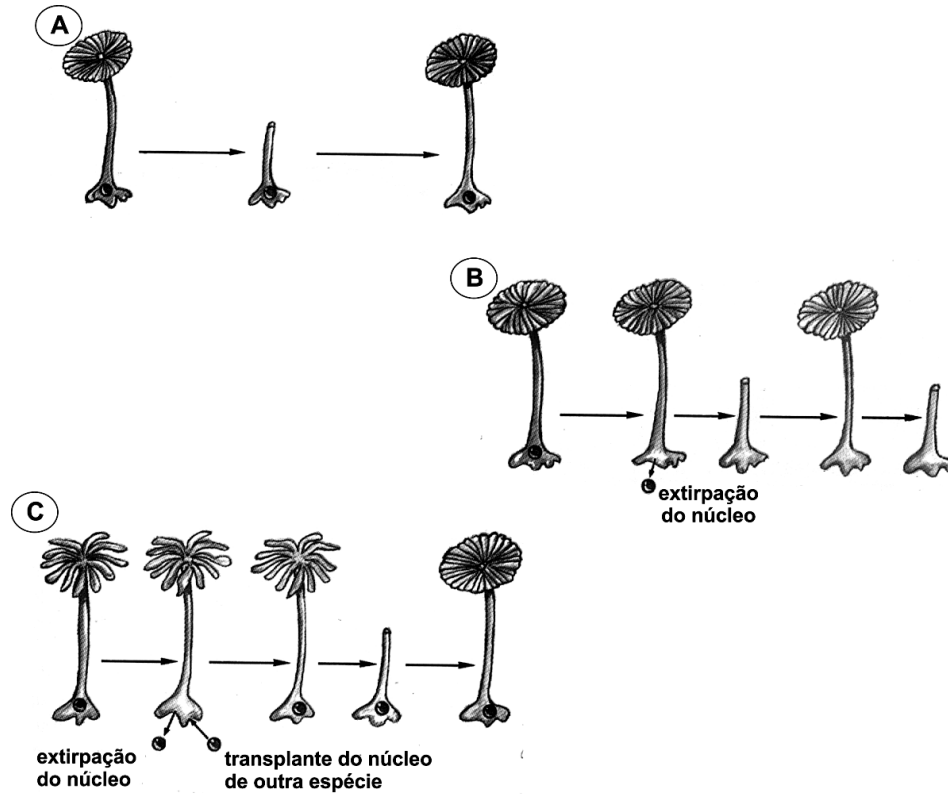 A
B
extirpação
do núcleo
C
extirpação
do núcleo
transplante do núcleo
de outra espécie